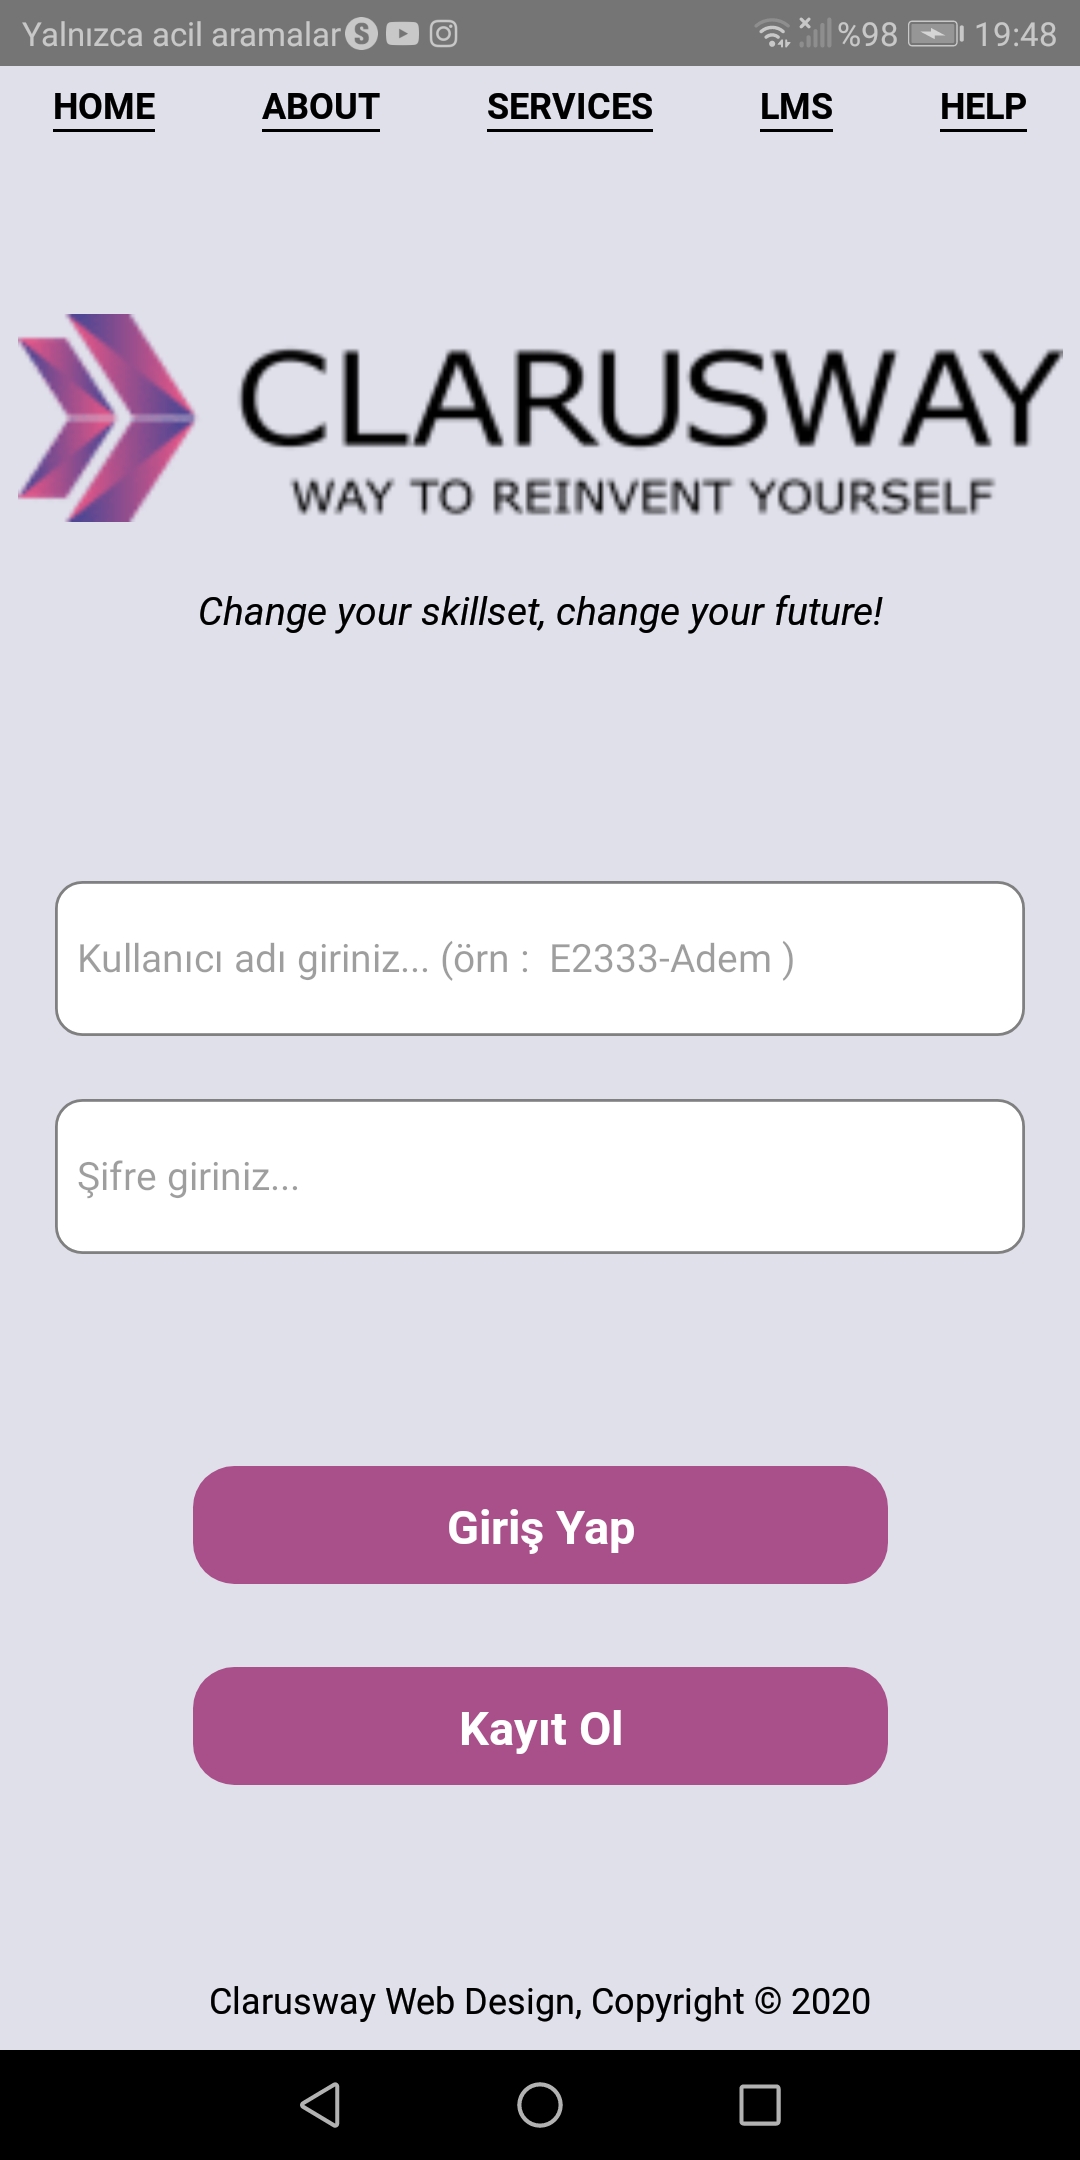 Yalnızca acil aramalar %98 19:48
HOME ABOUT SERVICES LMS HELP
CLARUSWAY
WAY TO REINVENT YOURSELF
Change your skillset, change your future!
Kullanıcı adı giriniz... (örn :  E2333-Adem )
Şifre giriniz...
Giriş Yap
Kayıt Ol
Clarusway Web Design, Copyright © 2020